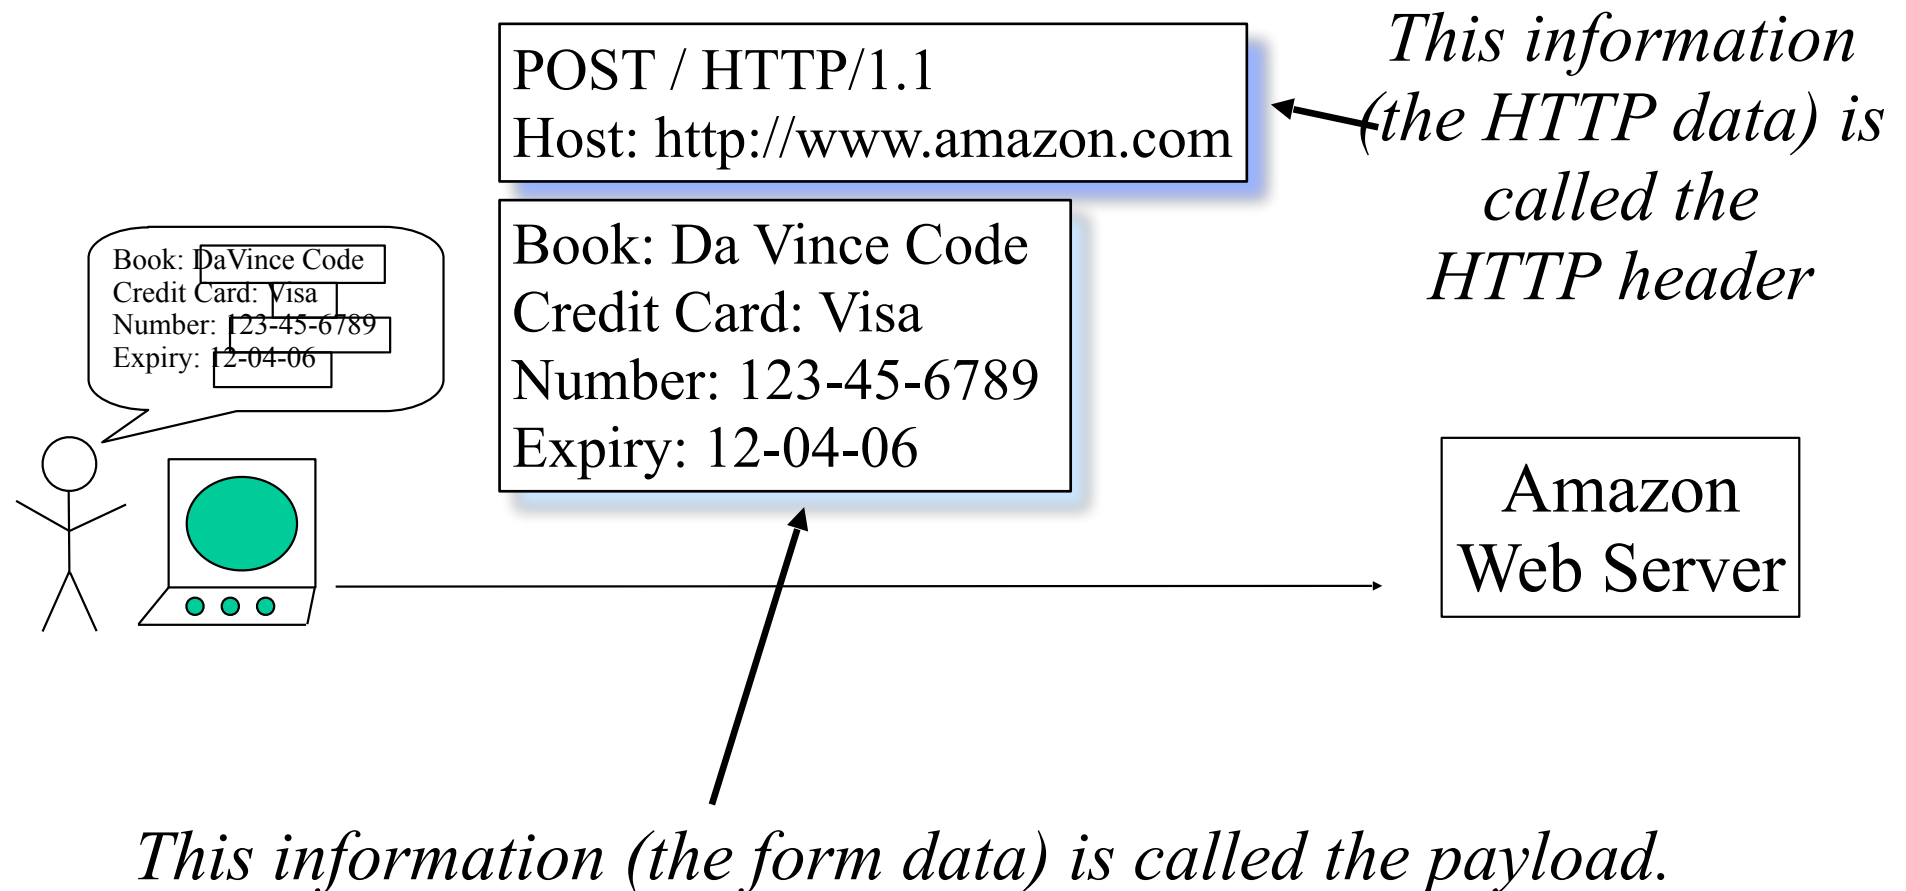 POST / HTTP/1.1
Host: http://www.amazon.com
This information
(the HTTP data) is
called the
HTTP header
Book: DaVince Code
Credit Card: Visa
Number: 123-45-6789
Expiry: 12-04-06
Book: Da Vince Code
Credit Card: Visa
Number: 123-45-6789
Expiry: 12-04-06
Amazon
Web Server
This information (the form data) is called the payload.